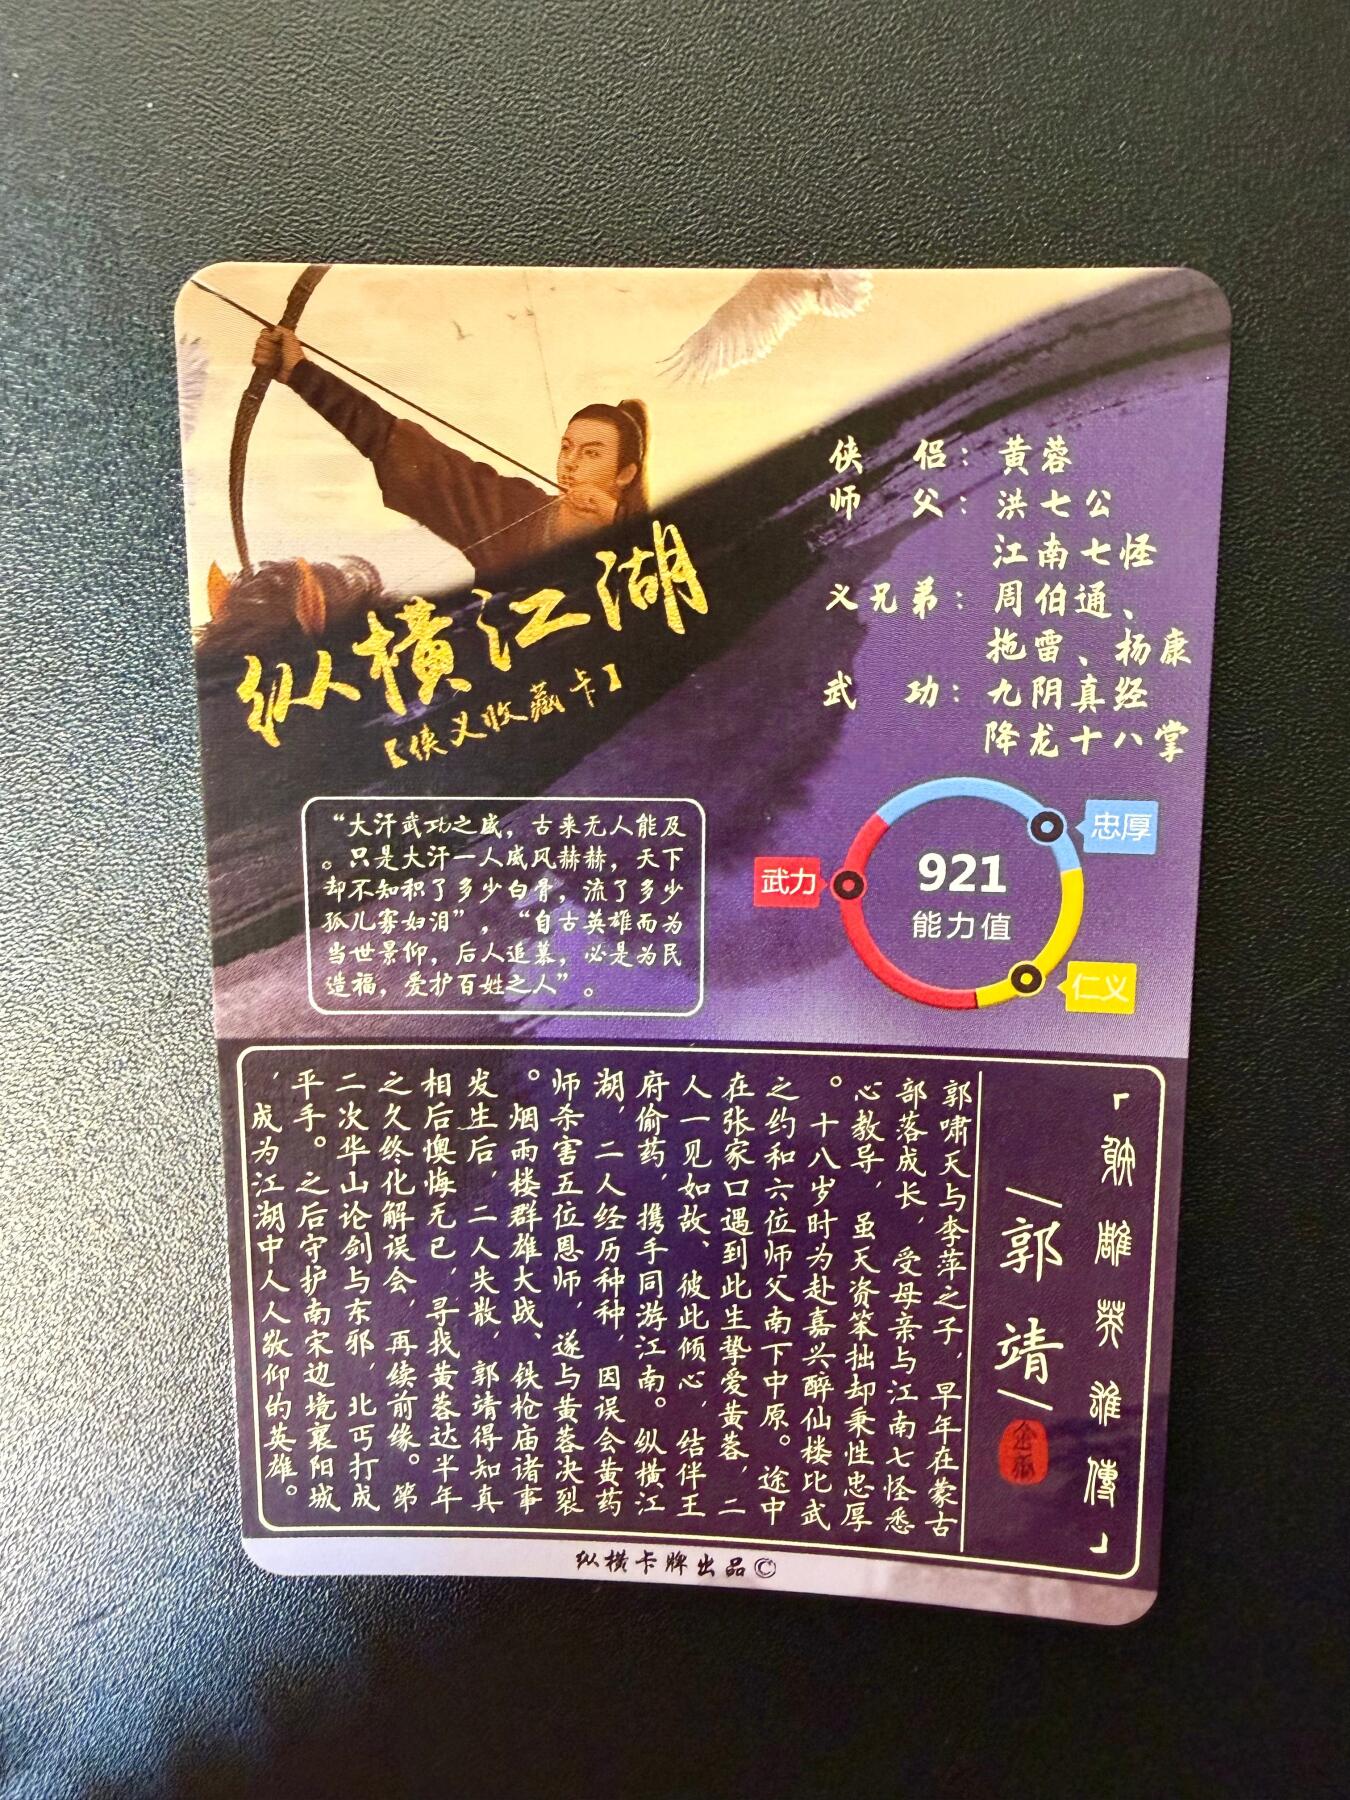 纵横江湖
【侠义收藏卡】
侠侣：黄蓉
师父：洪七公
江南七怪
义兄弟：周伯通、
拖雷、杨康
武功：九阴真经
降龙十八掌
“大汗武功之盛，古来无人能及
。只是大汗一人威风赫赫，天下
却不知积了多少白骨，流了多少
孤儿寡妇泪”，“自古英雄而为
当世景仰，后人追慕，必是为民
造福，爱护百姓之人”。
忠厚
武力
921
能力值
仁义
「射雕英雄傳」
郭靖
郭啸天与李萍之子，早年在蒙古
部落成长，受母亲与江南七怪悉
心教导，虽天资笨拙却秉性忠厚
。十八岁时为赴嘉兴醉仙楼比武
之约和六位师父南下中原。途中
在张家口遇到此生挚爱黄蓉，二
人一见如故、彼此倾心，结伴王
府偷药，携手同游江南。纵横江
湖，二人经历种种，因误会黄药
师杀害五位恩师，遂与黄蓉决裂
。烟雨楼群雄大战、铁枪庙诸事
发生后，二人失散，郭靖得知真
相后懊悔无已，寻找黄蓉达半年
之久终化解误会，再续前缘。第
二次华山论剑与东邪，北丐打成
平手。之后守护南宋边境襄阳城
，成为江湖中人人敬仰的英雄。
纵横卡牌出品©